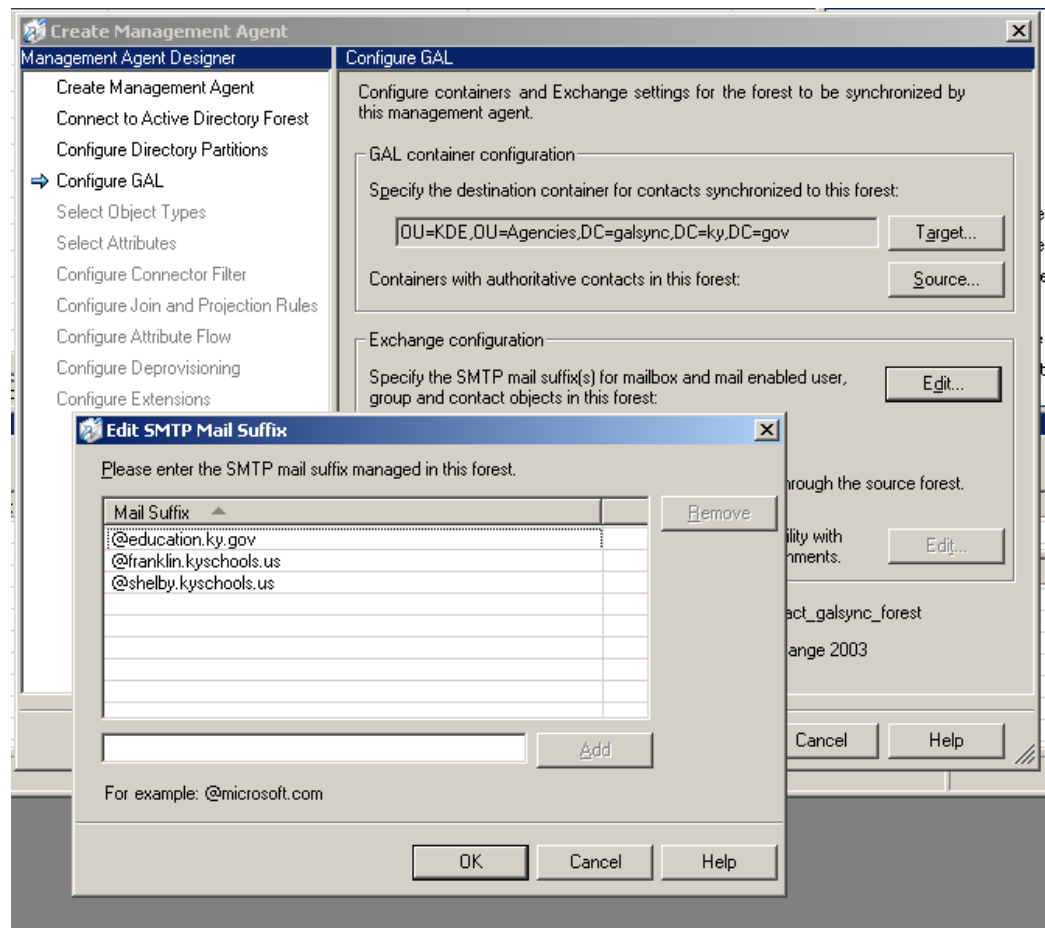 Create Management Agent
Management Agent Designer
Create Management Agent
Connect to Active Directory Forest
Configure Directory Partitions
Configure GAL
Select Object Types
Select Attributes
Configure Connector Filter
Configure Join and Projection Rules
Configure Attribute Flow
Configure Deprovisioning
Configure Extensions
Configure GAL
Configure containers and Exchange settings for the forest to be synchronized by
this management agent.
GAL container configuration
Specify the destination container for contacts synchronized to this forest:
OU=KDE,OU=Agencies,DC=galsync,DC=ky,DC=gov
Target...
Containers with authoritative contacts in this forest:
Source...
Exchange configuration
Specify the SMTP mail suffix(s) for mailbox and mail enabled user,
group and contact objects in this forest:
Edit...
through the source forest.
Edit...
act_galsync_forest
ange 2003
Cancel
Help
Edit SMTP Mail Suffix
Please enter the SMTP mail suffix managed in this forest.
Mail Suffix
@education.ky.gov
@franklin.kyschools.us
@shelby.kyschools.us
Remove
Add
For example: @microsoft.com
OK
Cancel
Help